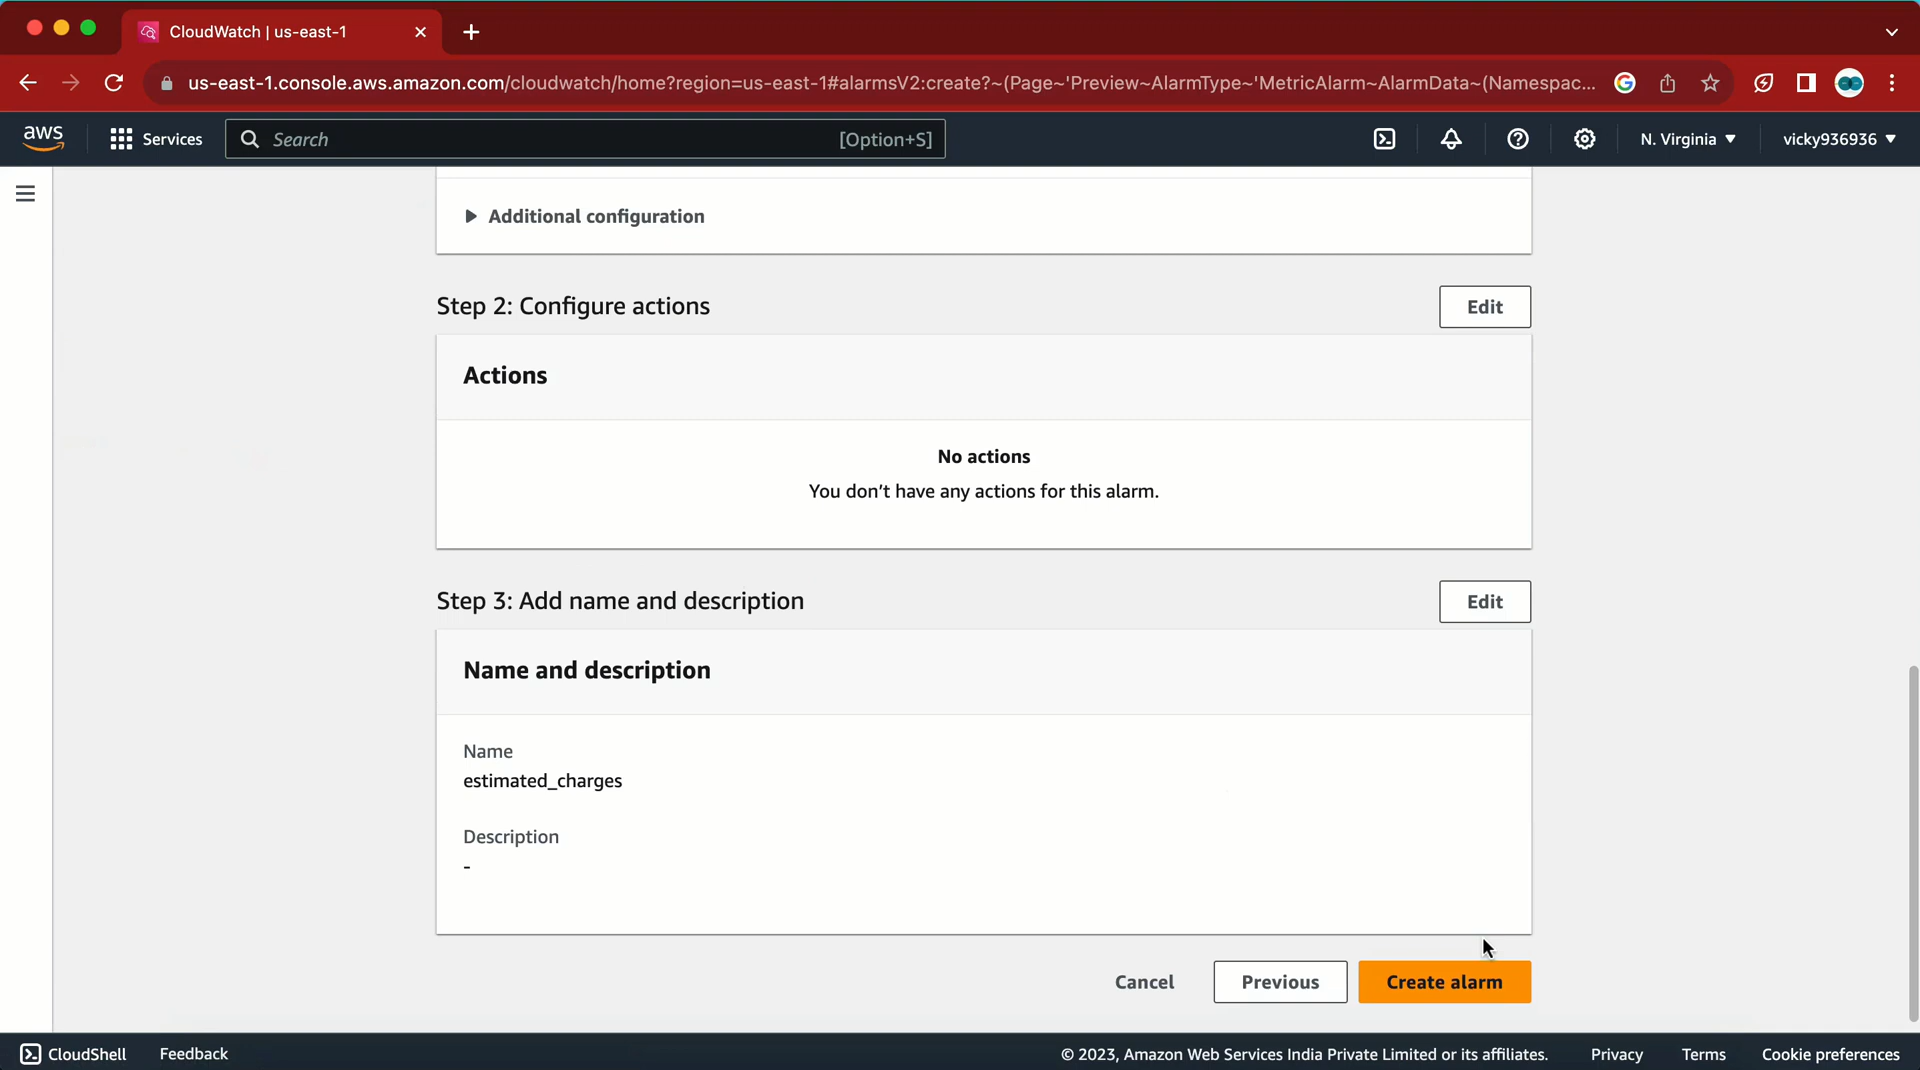 CloudWatch | us-east-1
us-east-1.console.aws.amazon.com/cloudwatch/home?region=us-east-1#alarmsV2:create?~(Page~'Preview~AlarmType~'MetricAlarm~AlarmData~(Namespac...
aws Services Search [Option+S] N. Virginia vicky936936
Additional configuration
Step 2: Configure actions Edit
Actions
No actions
You don't have any actions for this alarm.
Step 3: Add name and description Edit
Name and description
Name
estimated_charges
Description
-
Cancel Previous Create alarm
CloudShell Feedback © 2023, Amazon Web Services India Private Limited or its affiliates. Privacy Terms Cookie preferences